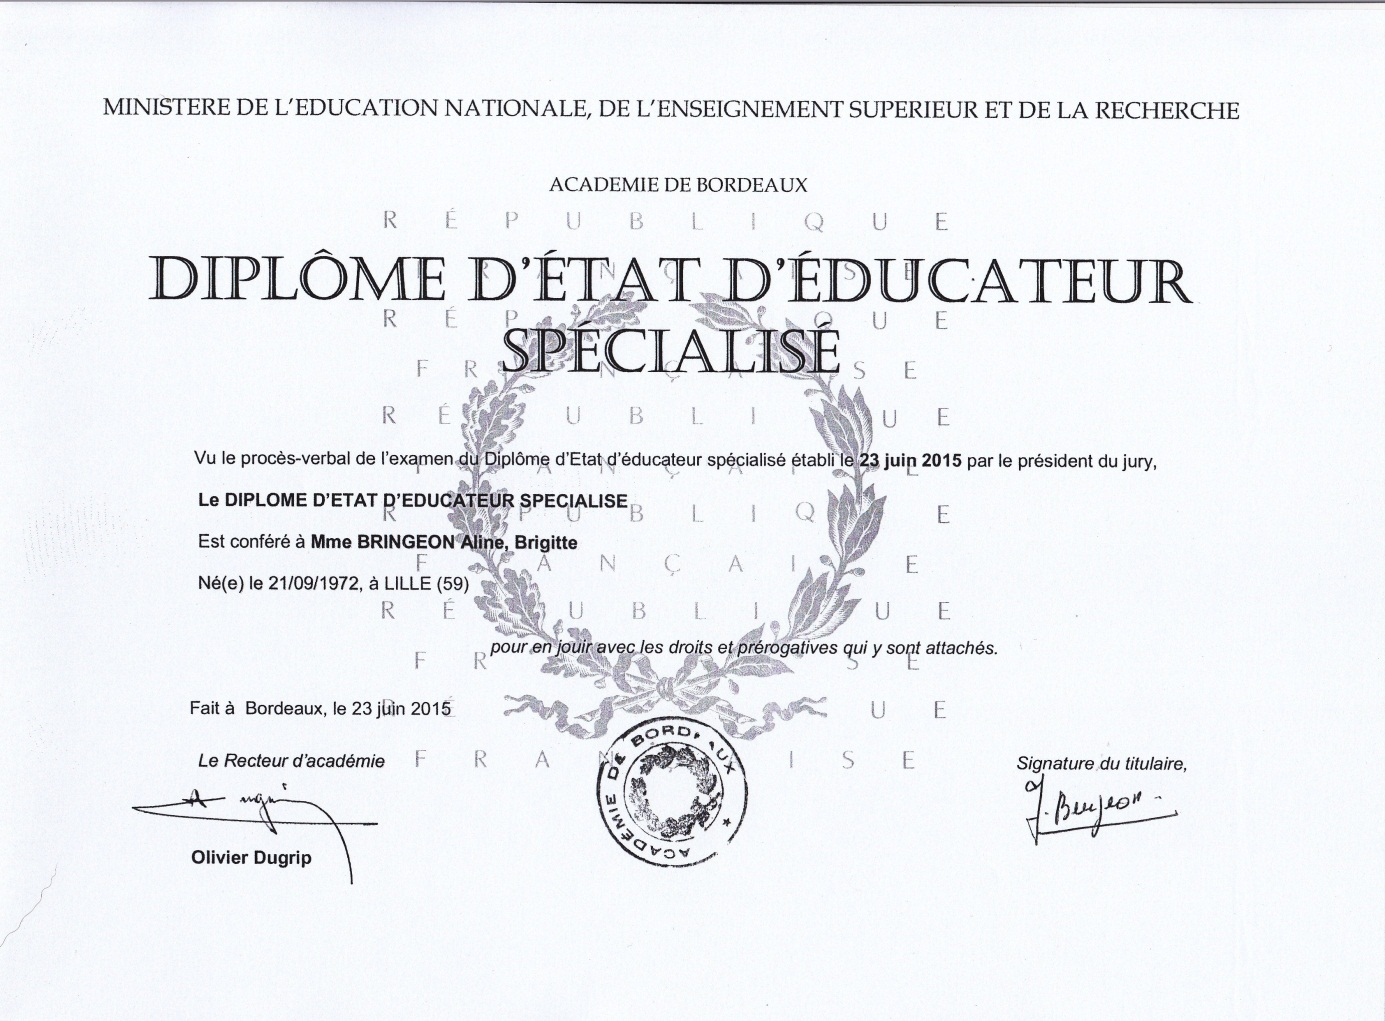 MINISTERE DE L'EDUCATION NATIONALE, DE L'ENSEIGNEMENT SUPERIEUR ET DE LA RECHERCHE
ACADEMIE DE BORDEAUX
RÉPUBLIQUE
DIPLÔME D'ÉTAT D'ÉDUCATEUR
SPÉCIALISÉ
Vu le procès-verbal de l'examen du Diplôme d'Etat d'éducateur spécialisé établi le 23 juin 2015 par le président du jury,
Le DIPLOME D'ETAT D'EDUCATEUR SPECIALISE
Est conféré à Mme BRINGEON Aline, Brigitte
Né(e) le 21/09/1972, à LILLE (59)
pour en jouir avec les droits et prérogatives qui y sont attachés.
Fait à Bordeaux, le 23 juin 2015
Le Recteur d'académie
Signature du titulaire,
Olivier Dugrip
ACADÉMIE DE BORDEAUX